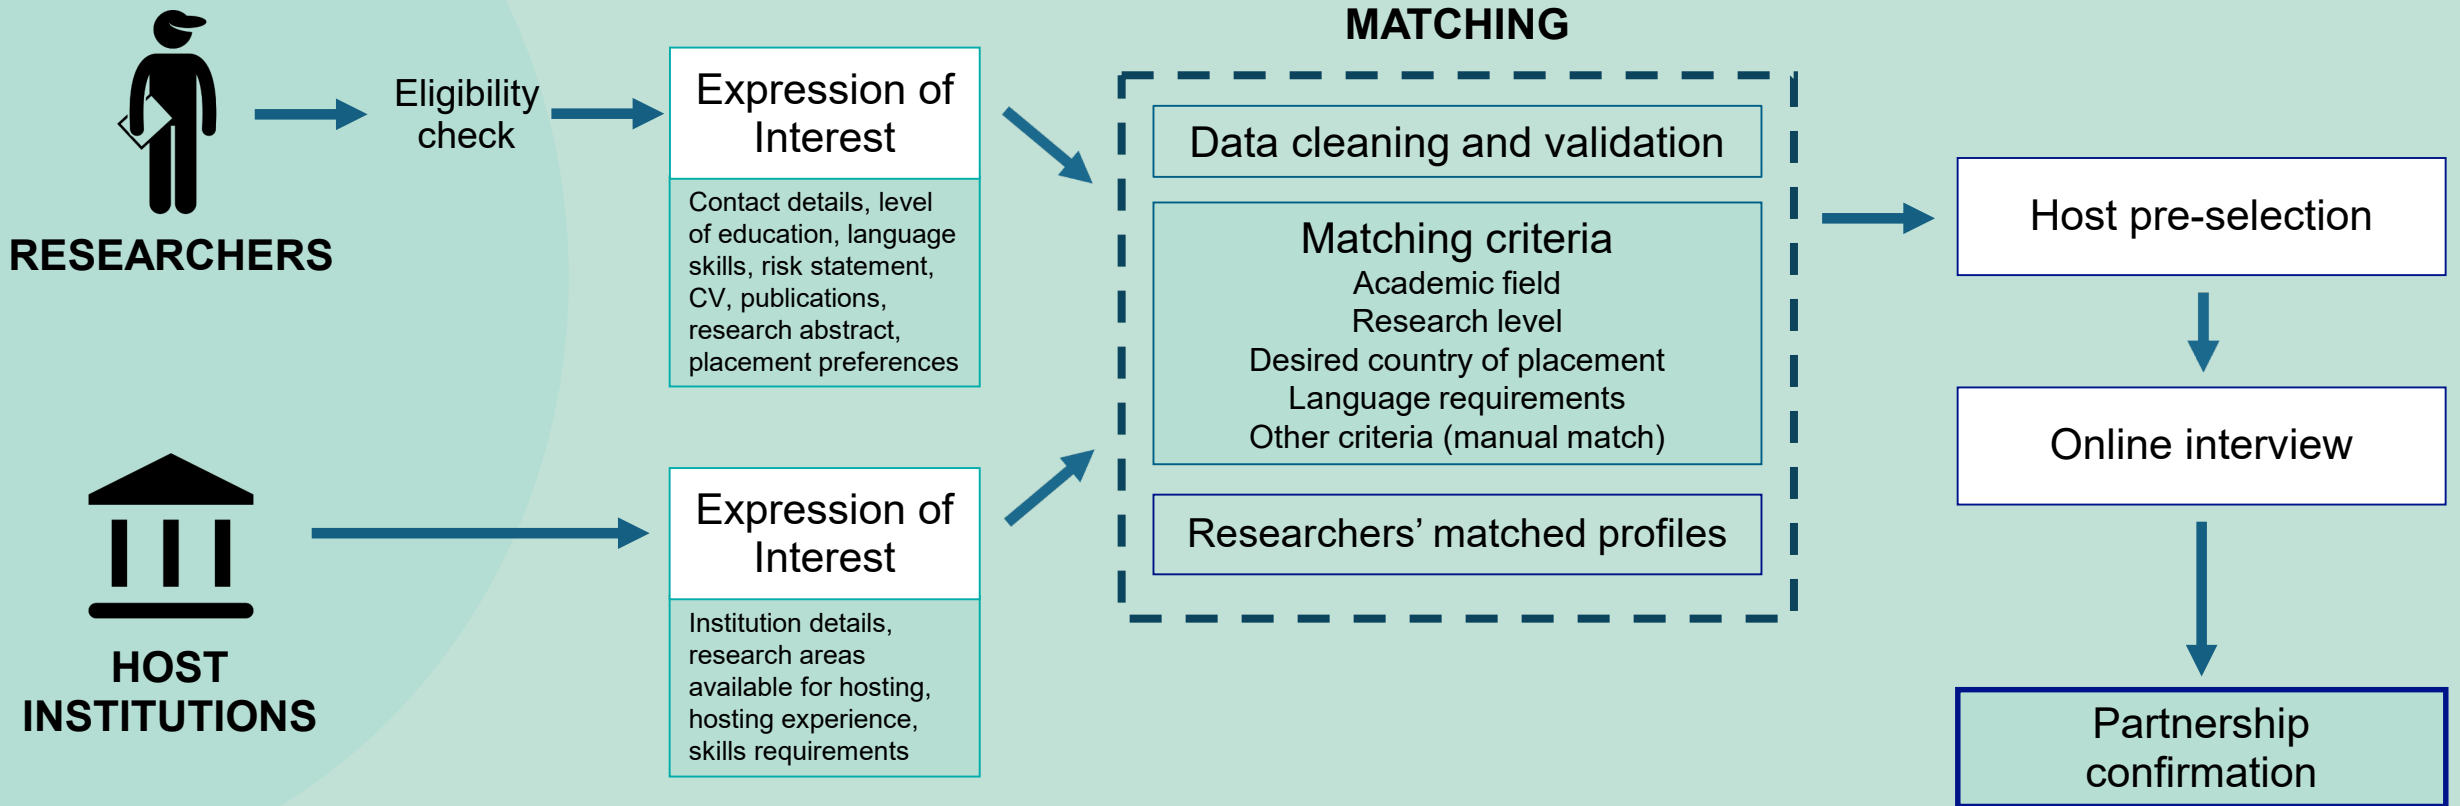 RESEARCHERS
Eligibility
check
Expression of
Interest
Contact details, level
of education, language
skills, risk statement,
CV, publications,
research abstract,
placement preferences
HOST
INSTITUTIONS
Expression of
Interest
Institution details,
research areas
available for hosting,
hosting experience,
skills requirements
MATCHING
Data cleaning and validation
Matching criteria
Academic field
Research level
Desired country of placement
Language requirements
Other criteria (manual match)
Researchers’ matched profiles
Host pre-selection
Online interview
Partnership
confirmation